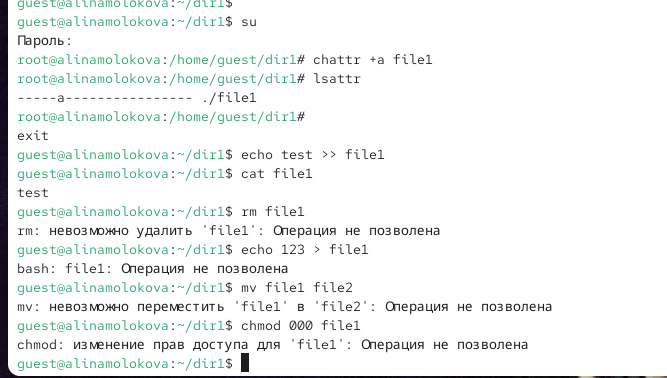 guest@alinamolokova:~/dir1$
guest@alinamolokova:~/dir1$ su
Пароль:
root@alinamolokova:/home/guest/dir1# chattr +a file1
root@alinamolokova:/home/guest/dir1# lsattr
-----a---------------- ./file1
root@alinamolokova:/home/guest/dir1#
exit
guest@alinamolokova:~/dir1$ echo test >> file1
guest@alinamolokova:~/dir1$ cat file1
test
guest@alinamolokova:~/dir1$ rm file1
rm: невозможно удалить 'file1': Операция не позволена
guest@alinamolokova:~/dir1$ echo 123 > file1
bash: file1: Операция не позволена
guest@alinamolokova:~/dir1$ mv file1 file2
mv: невозможно переместить 'file1' в 'file2': Операция не позволена
guest@alinamolokova:~/dir1$ chmod 000 file1
chmod: изменение прав доступа для 'file1': Операция не позволена
guest@alinamolokova:~/dir1$